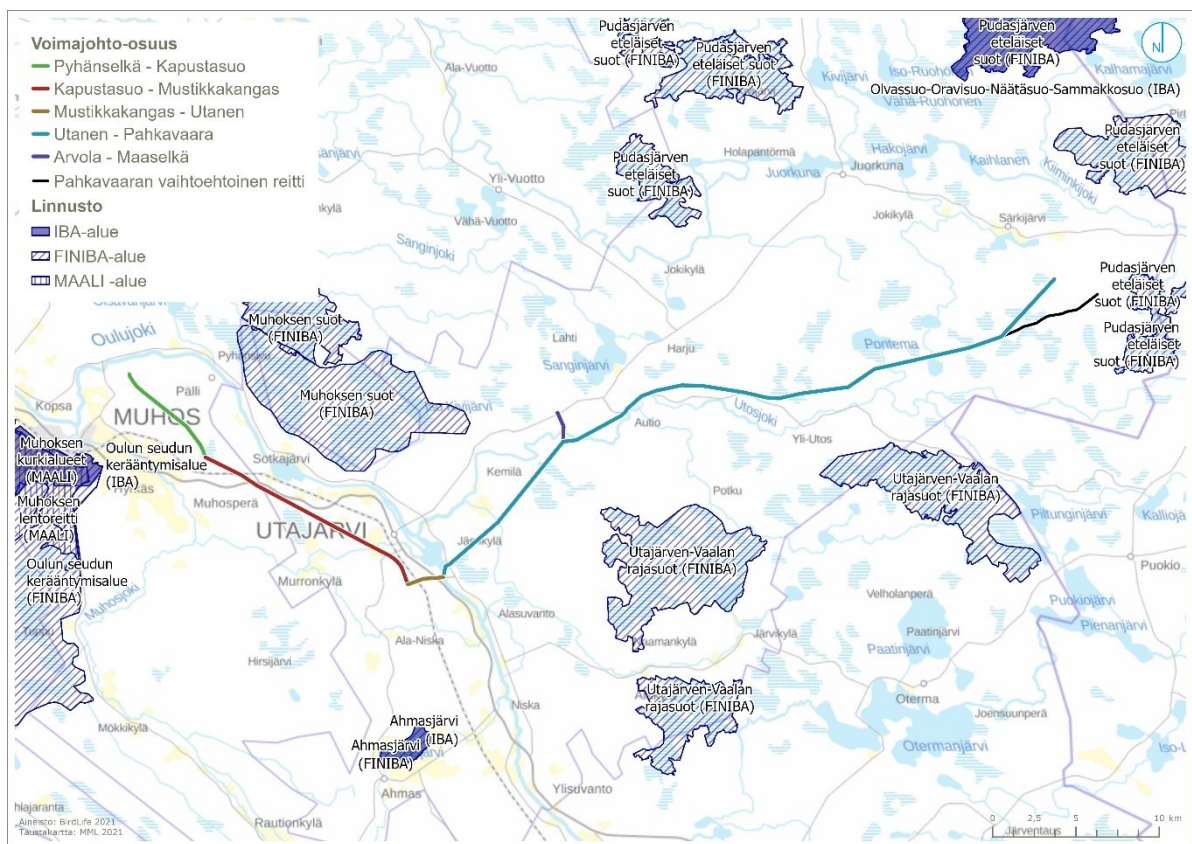 Voimajohto-osuus
Pyhänselkä - Kapustasuo
Kapustasuo - Mustikkakangas
Mustikkakangas - Utanen
Utanen - Pahkavaara
Arvola - Maaselkä
Pahkavaaran vaihtoehtoinen reitti
Linnusto
IBA-alue
FINIBA-alue
MAALI -alue
Pudasjärven
eteläiset
suot (FINIBA)
Pudasjärven
eteläiset
suot (FINIBA)
Pudasjärven
eteläiset
suot (FINIBA)
N
Ala-Vuotto
Kivijärvi
Iso-Ruohonen
Kalhamajärvi
Olvassuo-Oravisuo-Näätäsuo-Sammakkosuo (IBA)
Vähä-Ruohonen
Pudasjärven
eteläiset
suot (FINIBA)
Pudasjärven
eteläiset
suot (FINIBA)
Holapantörmä
Hakojärvi
Kaihlanen
Juorkuna
Juorkuna
Kiiminkijoki
Yli-Vuotto
Vähä-Vuotto
Jokikylä
Särkijärvi
Sanginjoki
Jokikylä
Pudasjärven
eteläiset
suot (FINIBA)
Pudasjärven
eteläiset
suot (FINIBA)
Oulujoki
Muhoksen suot
(FINIBA)
Lahti
Harju
Pontema
Sanginjärvi
Pälli
Muhoksen suot
(FINIBA)
Kopsa
MUHOS
Utosjoki
Autio
Yli-Utos
Muhoksen
kurkialueet
(MAALI)
Oulun seudun
kerääntymisalue
(IBA)
Sotkajärvi
Kemilä
Muhosperä
Muhoksen
lentoreitti
(MAALI)
Potku
Utajärven-Vaalan
rajasuot (FINIBA)
Piltunginjärvi
UTAJÄRVI
Utajärven-Vaalan
rajasuot (FINIBA)
Puokio
Oulun seudun
kerääntymisalue
(FINIBA)
Murronkylä
Muhosjoki
Velholanperä
Puokiojärvi
Alasuvanto
Pienanjärvi
Ala-Niska
Järvikylä
Paatinjärvi
Hirsijärvi
Paatinjärvi
Utajärven-Vaalan
rajasuot (FINIBA)
Oterma
Niska
Joensuunperä
Mökkikylä
Ahmasjärvi
(IBA)
Ahmasjärvi
(FINIBA)
Otermanjärvi
Ahmas
Ylisuvanto
Rautionkylä
Aineisto: BirdLife 2021
Taustakartta: MML 2021
0 2,5 5 10 km
Järventaus